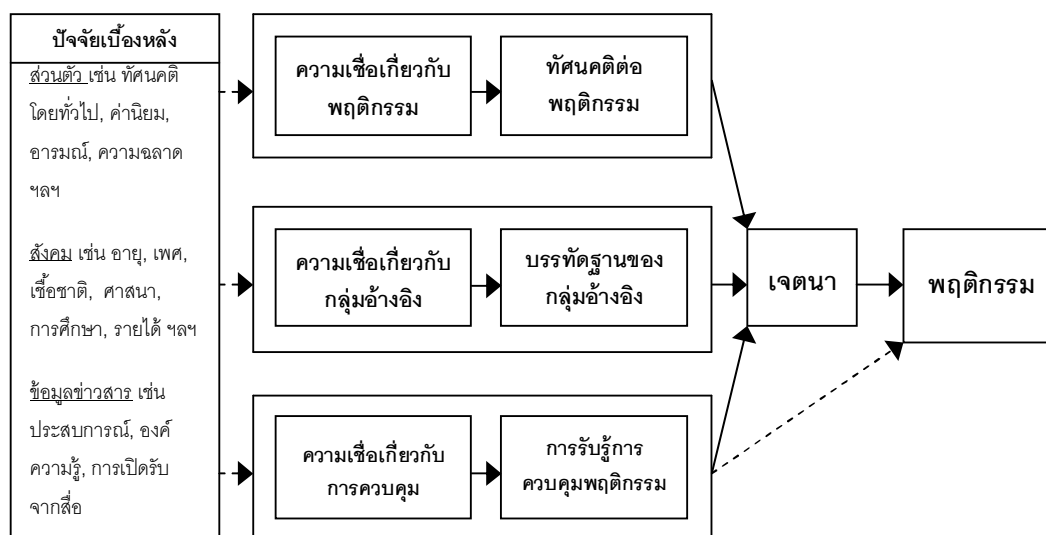 ปัจจัยเบื้องหลัง
ส่วนตัว เช่น ทัศนคติ
โดยทั่วไป, ค่านิยม,
อารมณ์, ความฉลาด
ฯลฯ
สังคม เช่น อายุ, เพศ,
เชื้อชาติ, ศาสนา,
การศึกษา, รายได้ ฯลฯ
ข้อมูลข่าวสาร เช่น
ประสบการณ์, องค์
ความรู้, การเปิดรับ
จากสื่อ
ความเชื่อเกี่ยวกับ
พฤติกรรม
ทัศนคติต่อ
พฤติกรรม
ความเชื่อเกี่ยวกับ
กลุ่มอ้างอิง
บรรทัดฐานของ
กลุ่มอ้างอิง
ความเชื่อเกี่ยวกับ
การควบคุม
การรับรู้การ
ควบคุมพฤติกรรม
เจตนา
พฤติกรรม